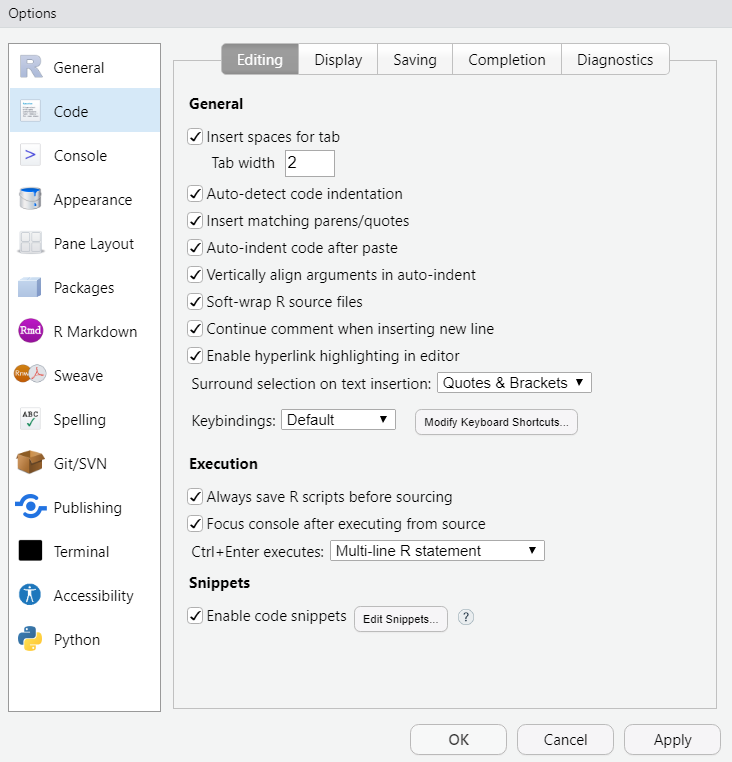 Options
General
Code
Console
Appearance
Pane Layout
Packages
Rmd R Markdown
Rnw Sweave
ABC Spelling
Git/SVN
Publishing
Terminal
Accessibility
Python
Editing Display Saving Completion Diagnostics
General
Insert spaces for tab
Tab width 2
Auto-detect code indentation
Insert matching parens/quotes
Auto-indent code after paste
Vertically align arguments in auto-indent
Soft-wrap R source files
Continue comment when inserting new line
Enable hyperlink highlighting in editor
Surround selection on text insertion: Quotes & Brackets
Keybindings: Default Modify Keyboard Shortcuts...
Execution
Always save R scripts before sourcing
Focus console after executing from source
Ctrl+Enter executes: Multi-line R statement
Snippets
Enable code snippets Edit Snippets... ?
OK Cancel Apply